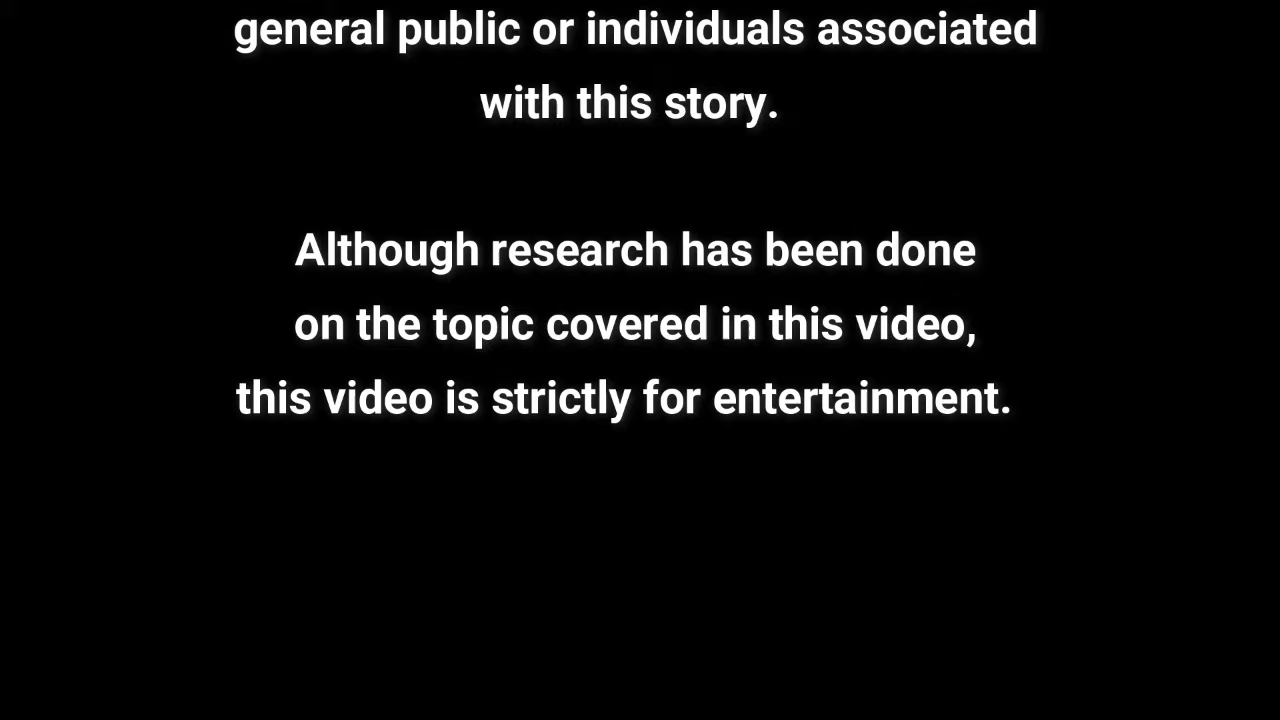 general public or individuals associated
with this story.
Although research has been done
on the topic covered in this video,
this video is strictly for entertainment.